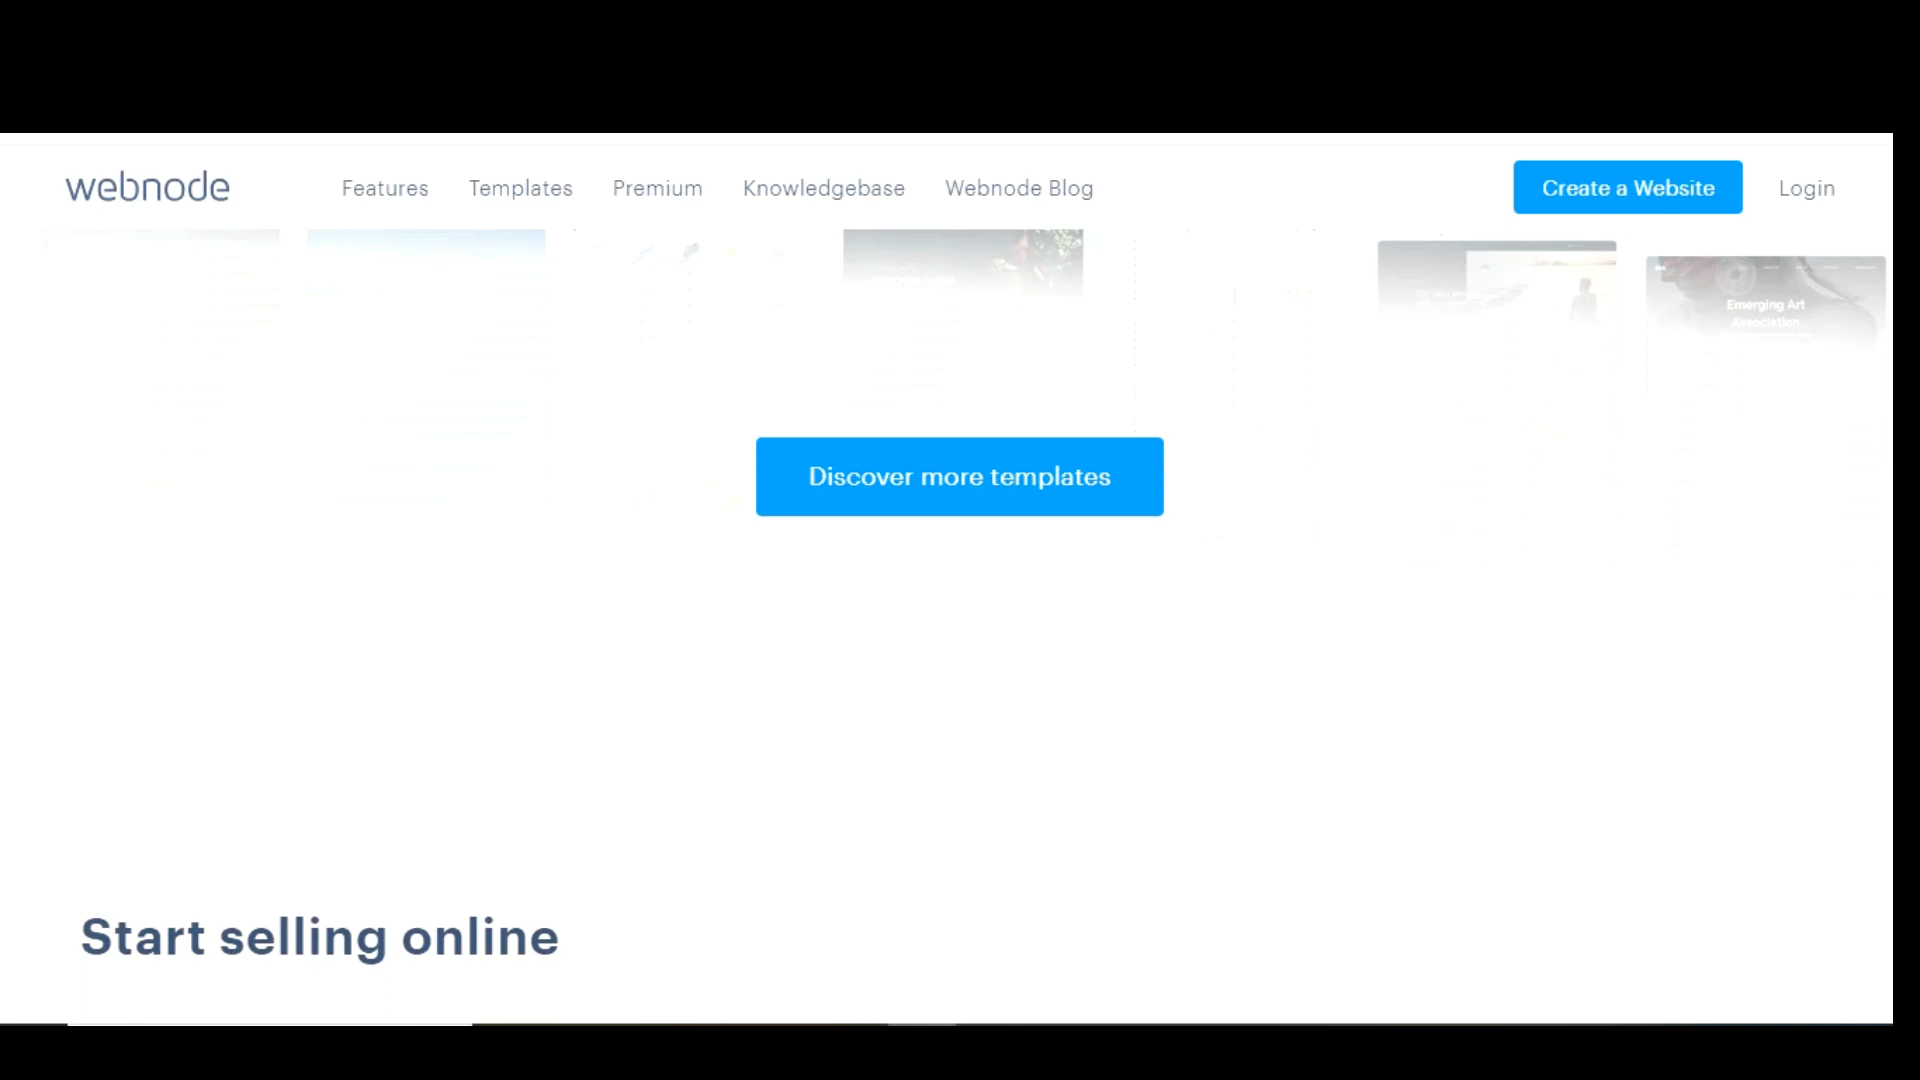 webnode
Features
Templates
Premium
Knowledgebase
Webnode Blog
Create a Website
Login
Emerging Art
Association
Discover more templates
Start selling online